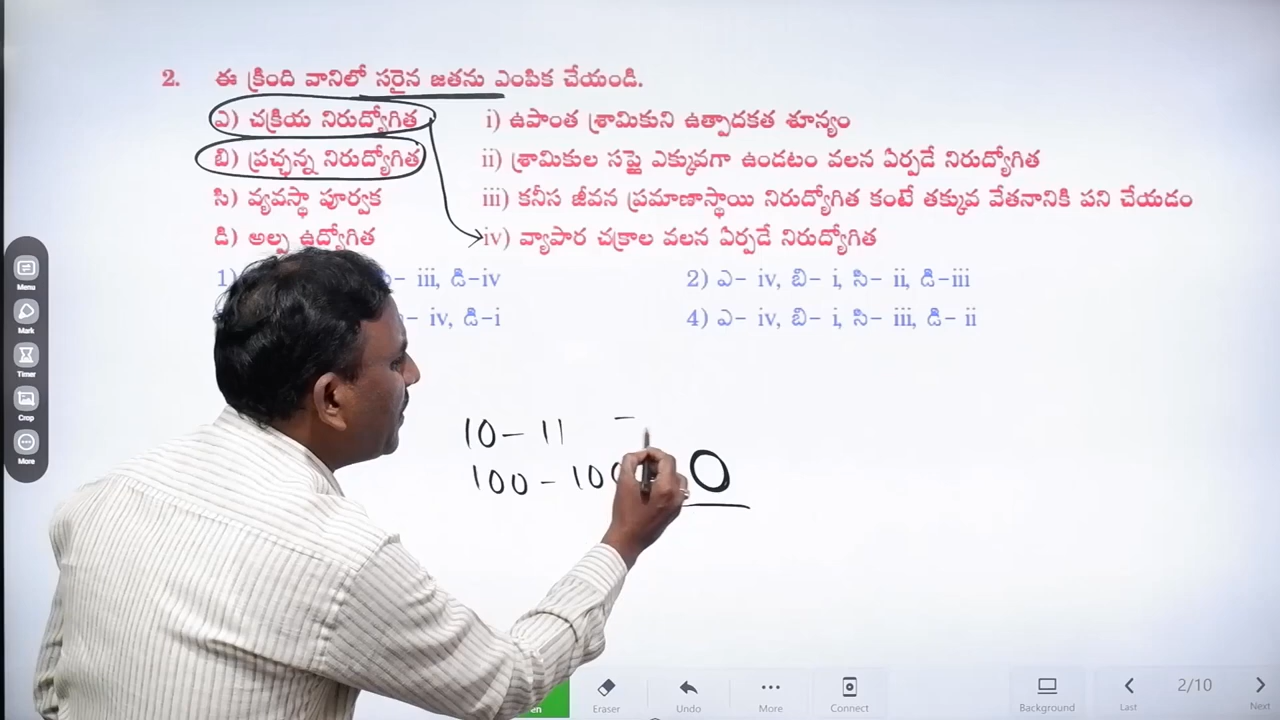 2. ఈ క్రింది వానిలో సరైన జతను ఎంపిక చేయండి.
ఎ) చక్రియ నిరుద్యోగిత i) ఉపాంత శ్రామికుని ఉత్పాదకత శూన్యం
బి) ప్రచ్ఛన్న నిరుద్యోగిత ii) శ్రామికుల సప్లై ఎక్కువగా ఉండటం వలన ఏర్పడే నిరుద్యోగిత
సి) వ్యవస్థా పూర్వక iii) కనీస జీవన ప్రమాణాస్థాయి నిరుద్యోగిత కంటే తక్కువ వేతనానికి పని చేయడం
డి) అల్ప ఉద్యోగిత iv) వ్యాపార చక్రాల వలన ఏర్పడే నిరుద్యోగిత
1) – iii, డి–iv 2) ఎ– iv, బి– i, సి– ii, డి–iii
– iv, డి–i 4) ఎ– iv, బి– i, సి– iii, డి– ii
10 – 11 –
100 – 100 0
Menu
Mark
Timer
Crop
More
Eraser Undo More Connect Background Last 2/10 Next